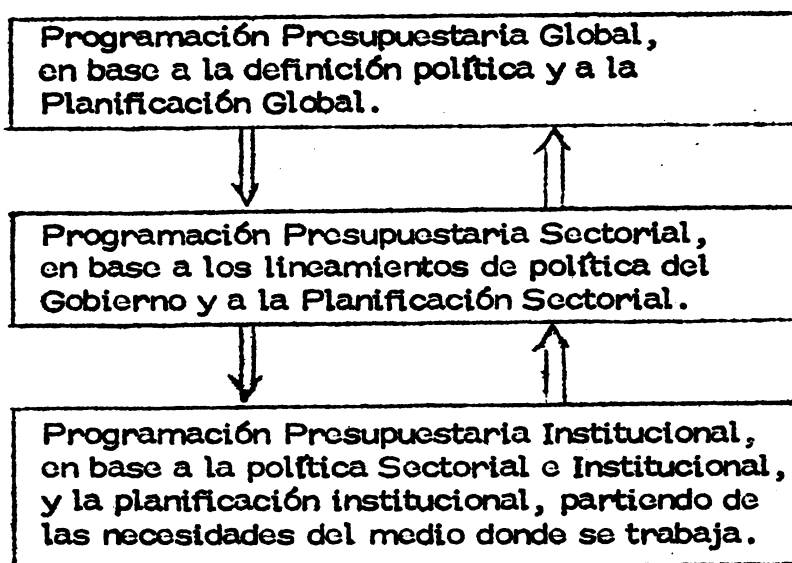 Programación Presupuestaria Global,
en base a la definición política y a la
Planificación Global.
Programación Presupuestaria Sectorial,
en base a los lineamientos de política del
Gobierno y a la Planificación Sectorial.
Programación Presupuestaria Institucional,
en base a la política Sectorial e Institucional,
y la planificación institucional, partiendo de
las necesidades del medio donde se trabaja.